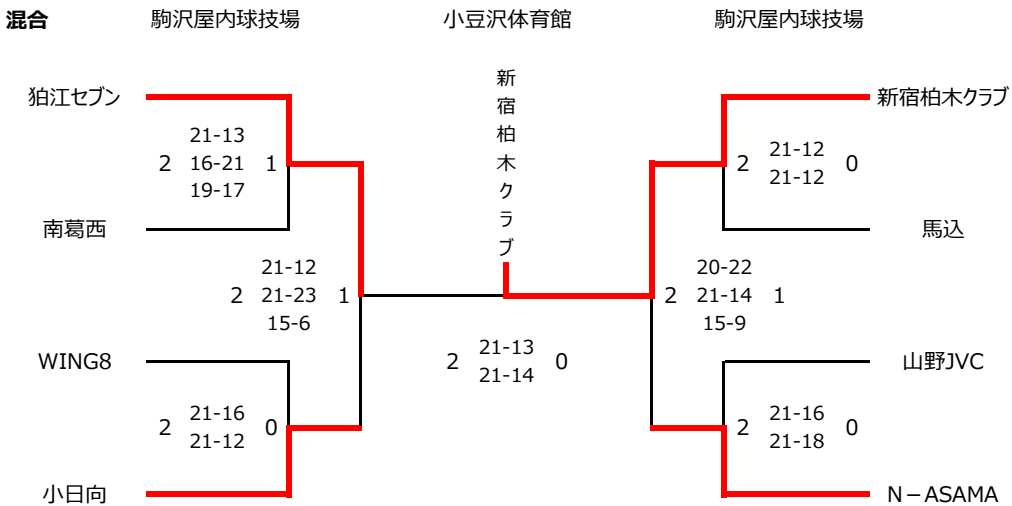 混合 駒沢屋内球技場 小豆沢体育館 駒沢屋内球技場
新宿柏木クラブ
狛江セブン
新宿柏木クラブ
2 21-13 1
16-21
19-17
2 21-12 0
21-12
南葛西
馬込
2 21-12 1
21-23
15-6
2 20-22 1
21-14
15-9
2 21-13 0
21-14
WING8
山野JVC
2 21-16 0
21-12
2 21-16 0
21-18
小日向
N－ASAMA